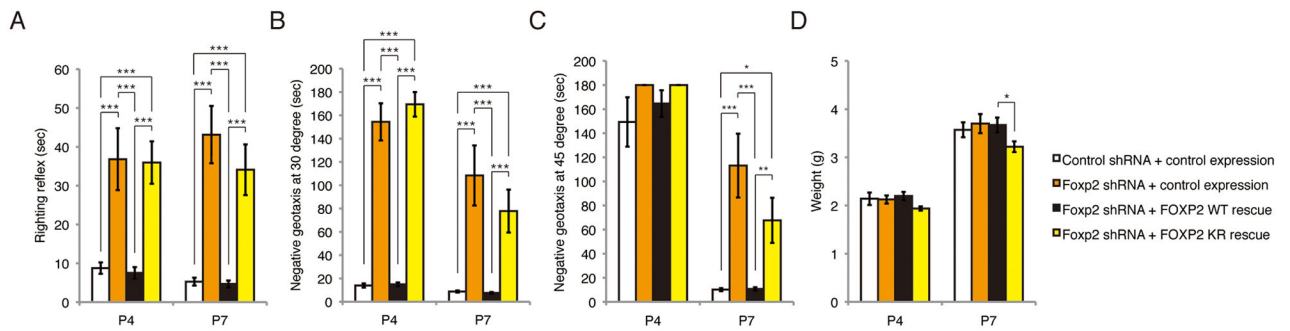 A
Righting reflex (sec)
60
50
40
30
20
10
0
***
***
***
***
***
***
***
***
P4
P7
B
Negative geotaxis at 30 degree (sec)
200
180
160
140
120
100
80
60
40
20
0
***
***
***
***
***
***
***
***
P4
P7
C
Negative geotaxis at 45 degree (sec)
200
180
160
140
120
100
80
60
40
20
0
*
***
***
**
P4
P7
D
Weight (g)
5
4
3
2
1
0
*
P4
P7
Control shRNA + control expression
Foxp2 shRNA + control expression
Foxp2 shRNA + FOXP2 WT rescue
Foxp2 shRNA + FOXP2 KR rescue